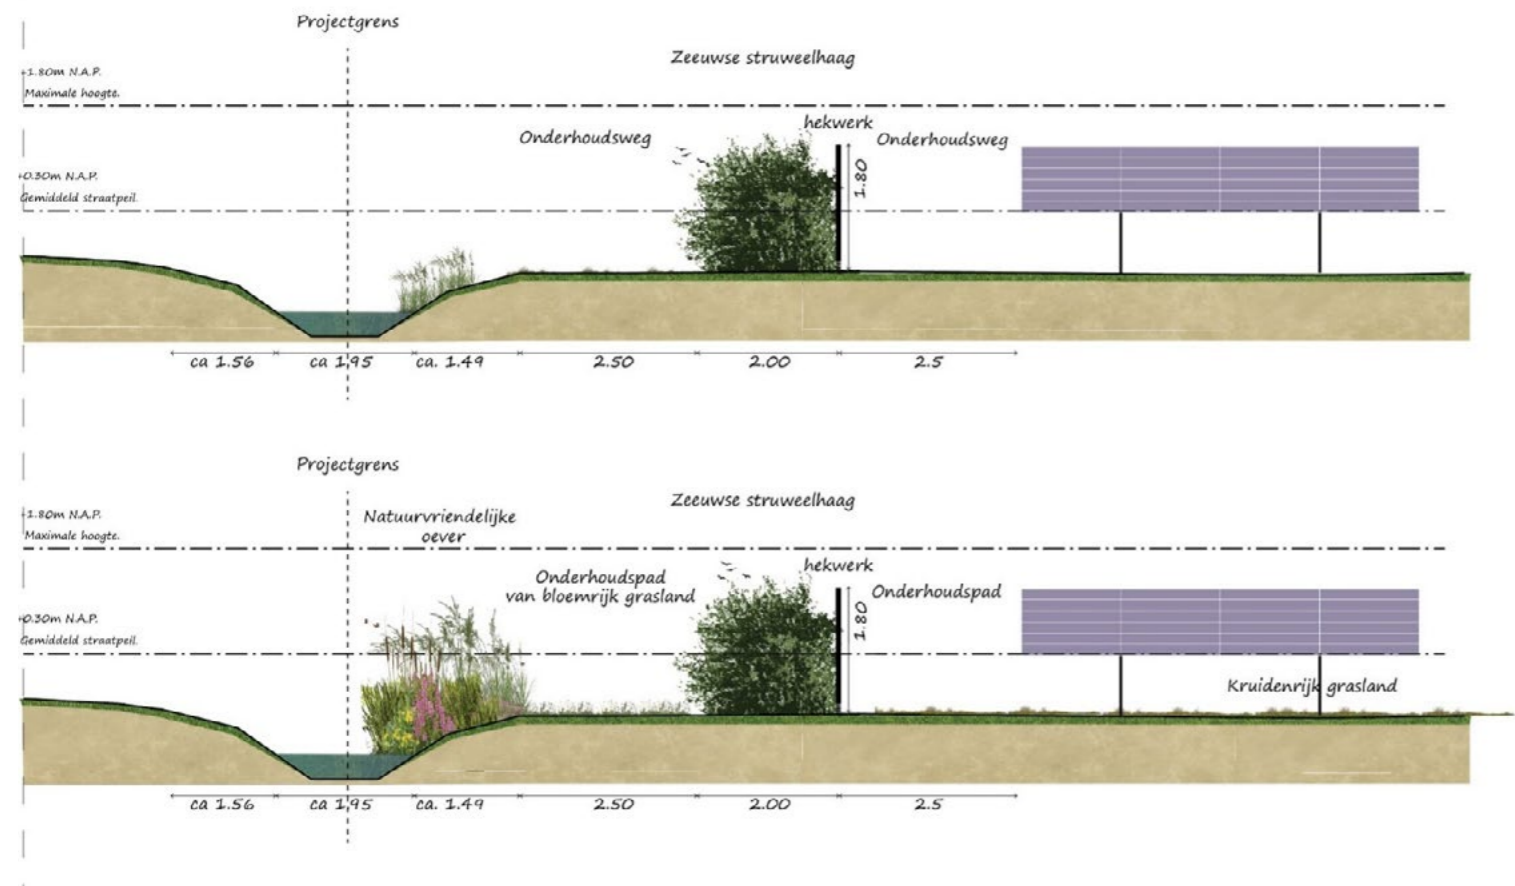 Projectgrens
Zeeuwse struweelhaag
+1.80m N.A.P.
Maximale hoogte.
hekwerk
Onderhoudsweg
Onderhoudsweg
1.80
+0.30m N.A.P.
Gemiddeld straatpeil.
ca 1.56
ca 1.95
ca. 1.49
2.50
2.00
2.5
Projectgrens
Zeeuwse struweelhaag
+1.80m N.A.P.
Maximale hoogte.
Natuurvriendelijke
oever
hekwerk
Onderhoudspad
van bloemrijk grasland
Onderhoudspad
1.80
+0.30m N.A.P.
Gemiddeld straatpeil.
Kruidenrijk grasland
ca 1.56
ca 1.95
ca. 1.49
2.50
2.00
2.5